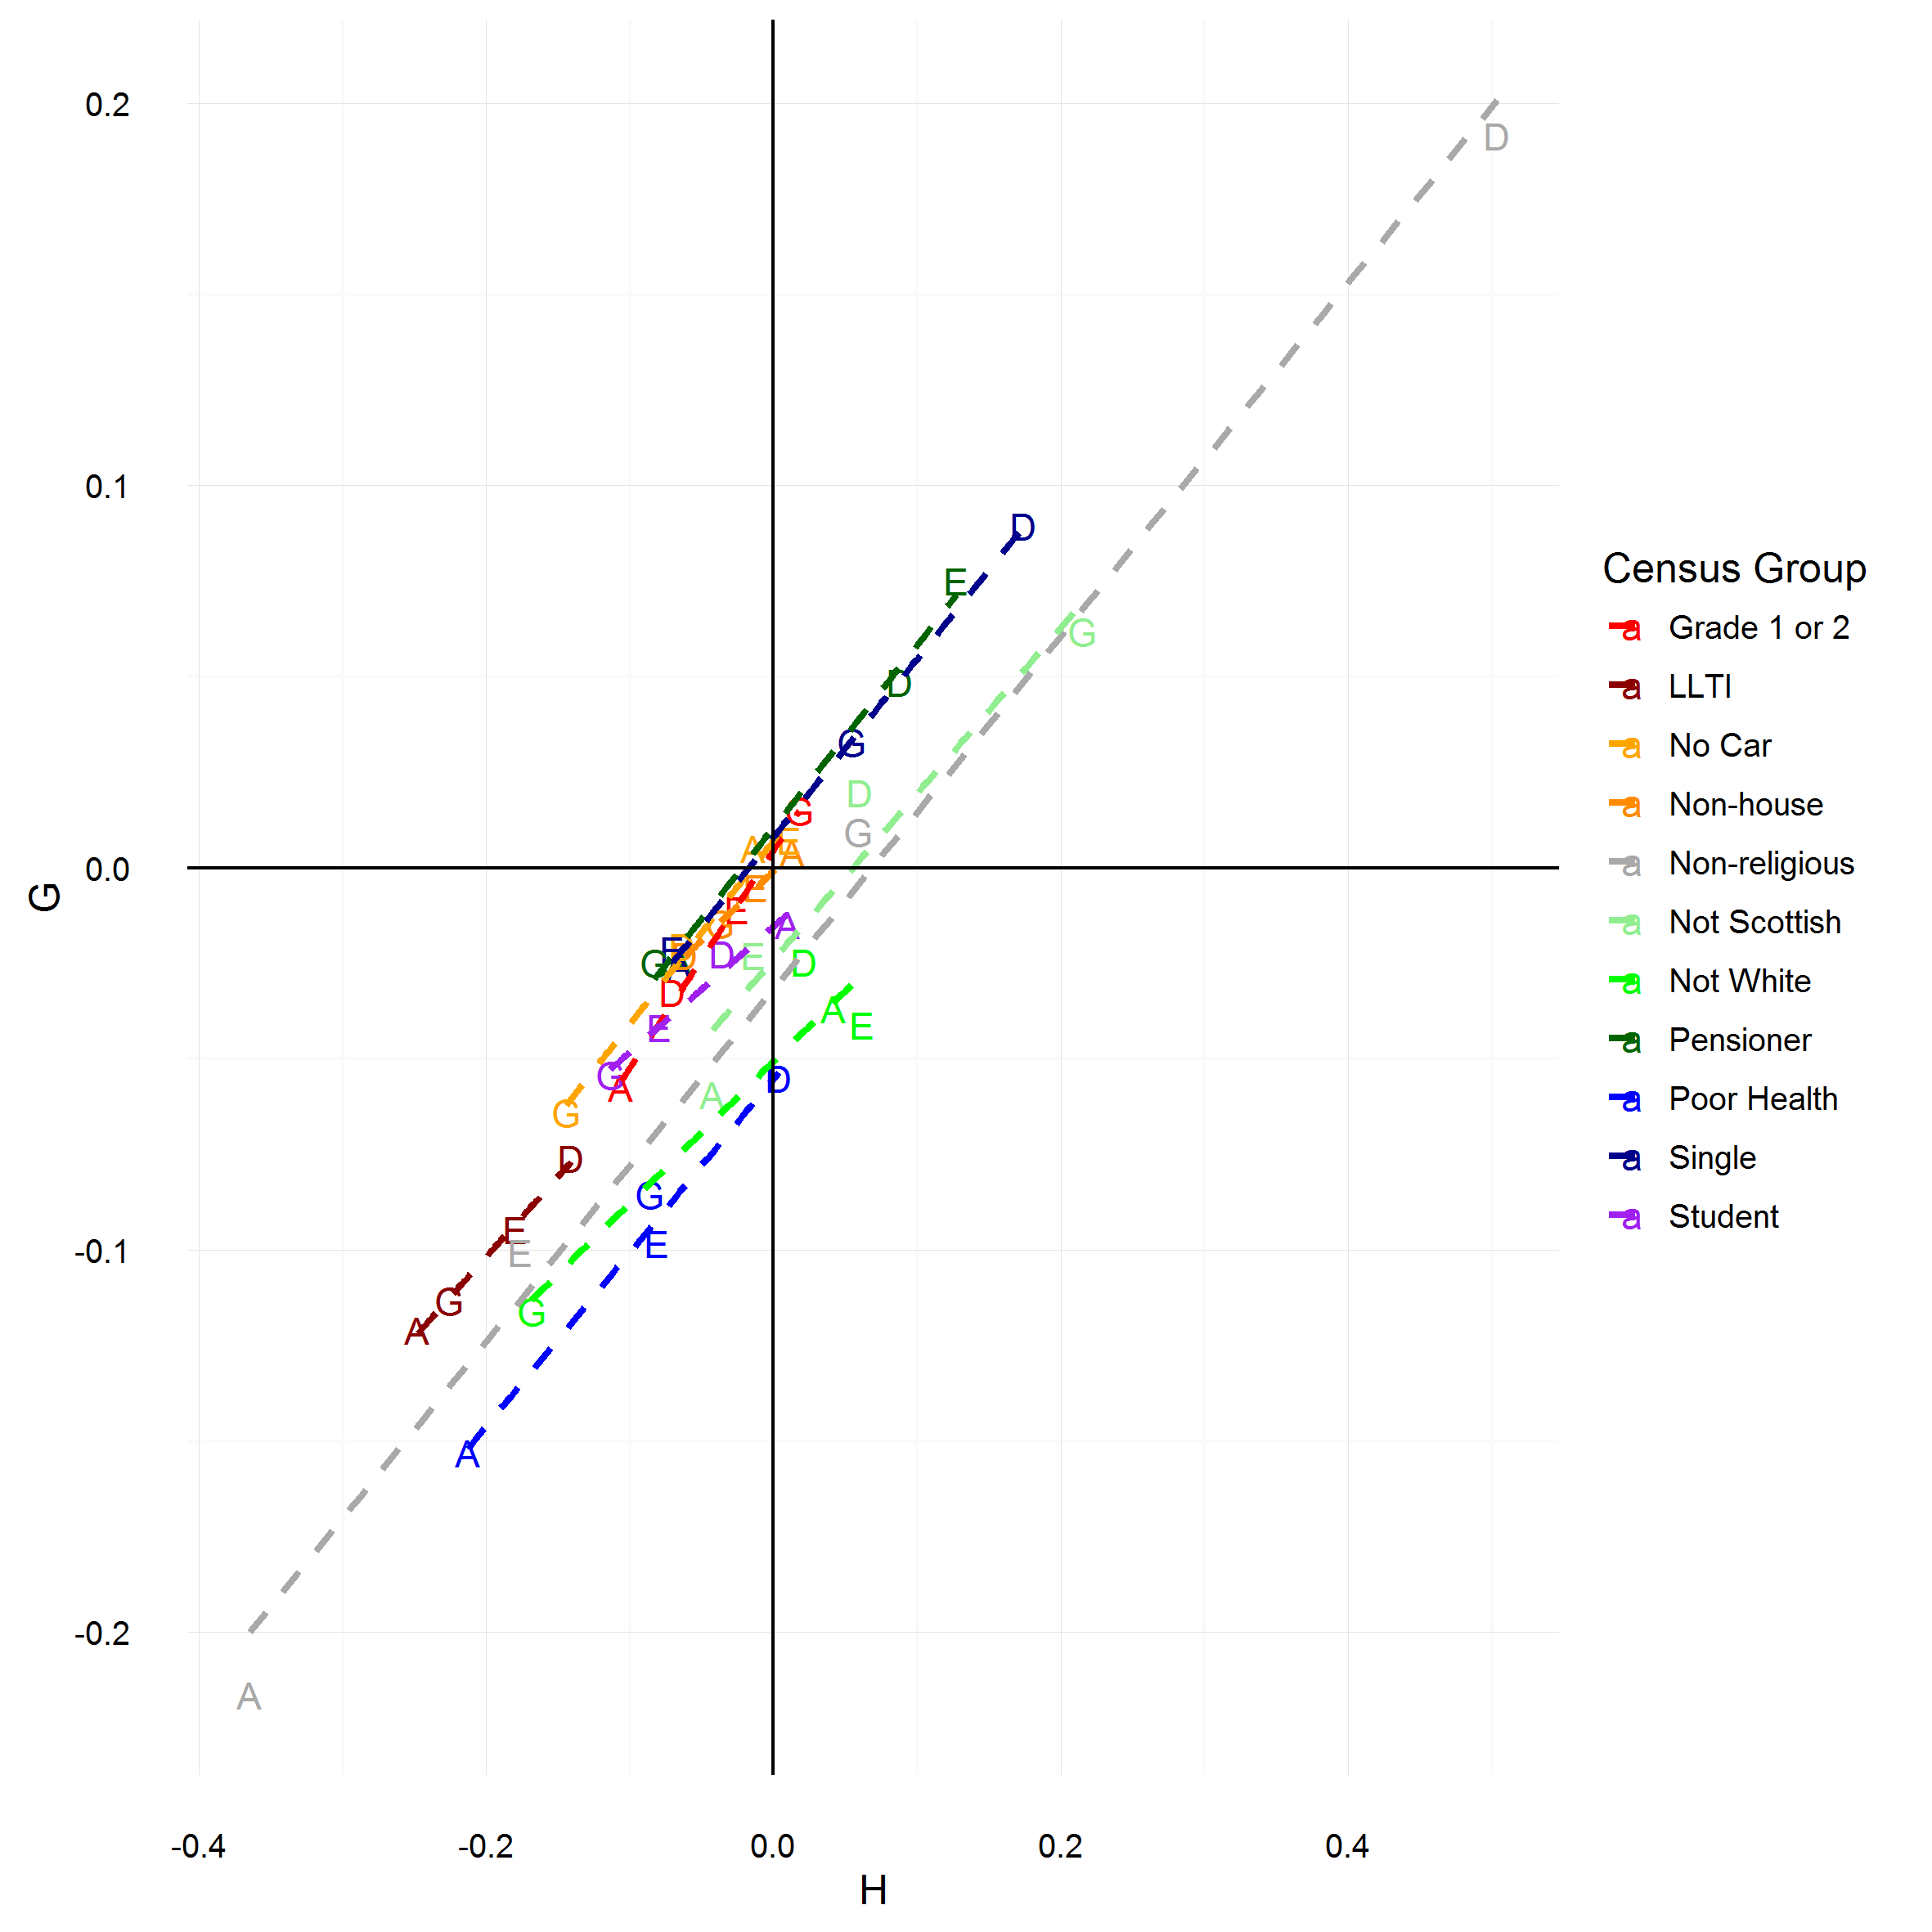 0.2
D
0.1
D
E
D
G
G
D
G
0.0
A
E
A
E
E
G
A
D
E
G
D
E
D
D
A
E
E
G
A
A
D
G
D
G
E
E
-0.1
G
G
A
A
-0.2
A
-0.4 -0.2 0.0 0.2 0.4
H
G
Census Group
a Grade 1 or 2
a LLTI
a No Car
a Non-house
a Non-religious
a Not Scottish
a Not White
a Pensioner
a Poor Health
a Single
a Student